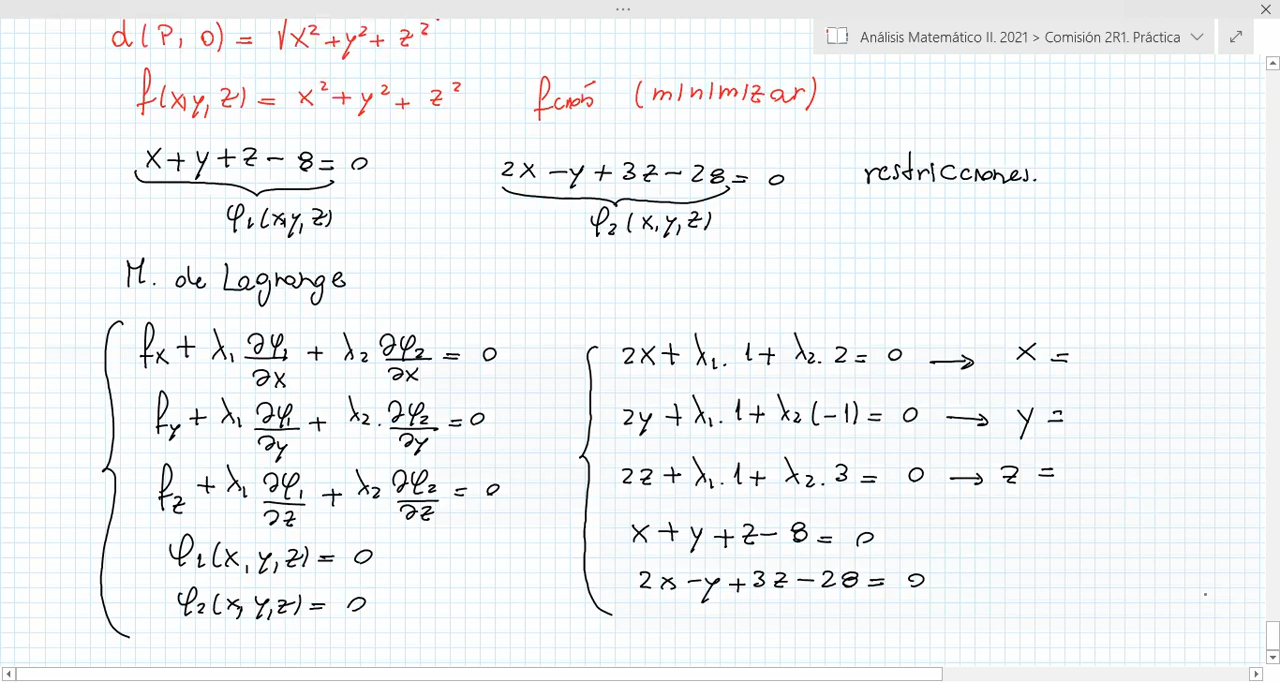 Análisis Matemático II. 2021 > Comisión 2R1. Práctica
d(P, 0) = √x² + y² + z²
f(x,y,z) = x² + y² + z² fción (minimizar)
x + y + z - 8 = 0 2x - y + 3z - 28 = 0 restricciones.
φ₁(x,y,z) φ₂(x,y,z)
M. de Lagrange
fx + λ₁ ∂φ₁/∂x + λ₂ ∂φ₂/∂x = 0 2x + λ₁. 1 + λ₂. 2 = 0 → x =
fy + λ₁ ∂φ₁/∂y + λ₂. ∂φ₂/∂y = 0 2y + λ₁. 1 + λ₂(-1) = 0 → y =
fz + λ₁ ∂φ₁/∂z + λ₂ ∂φ₂/∂z = 0 2z + λ₁. 1 + λ₂. 3 = 0 → z =
φ₁(x,y,z) = 0 x + y + z - 8 = 0
φ₂(x,y,z) = 0 2x - y + 3z - 28 = 0